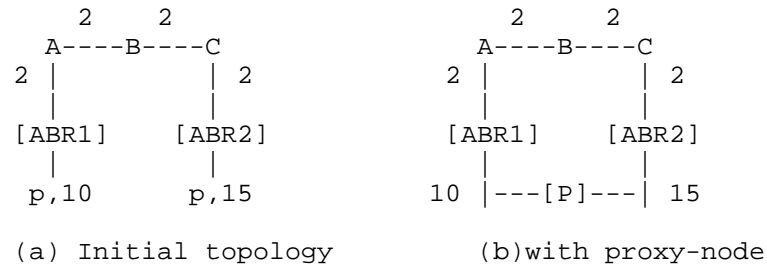 2 2 2 2
A----B----C A----B----C
2 | | 2 2 | | 2
| | | |
[ABR1] [ABR2] [ABR1] [ABR2]
| | | |
p,10 p,15 10 |---[P]---| 15
(a) Initial topology (b)with proxy-node